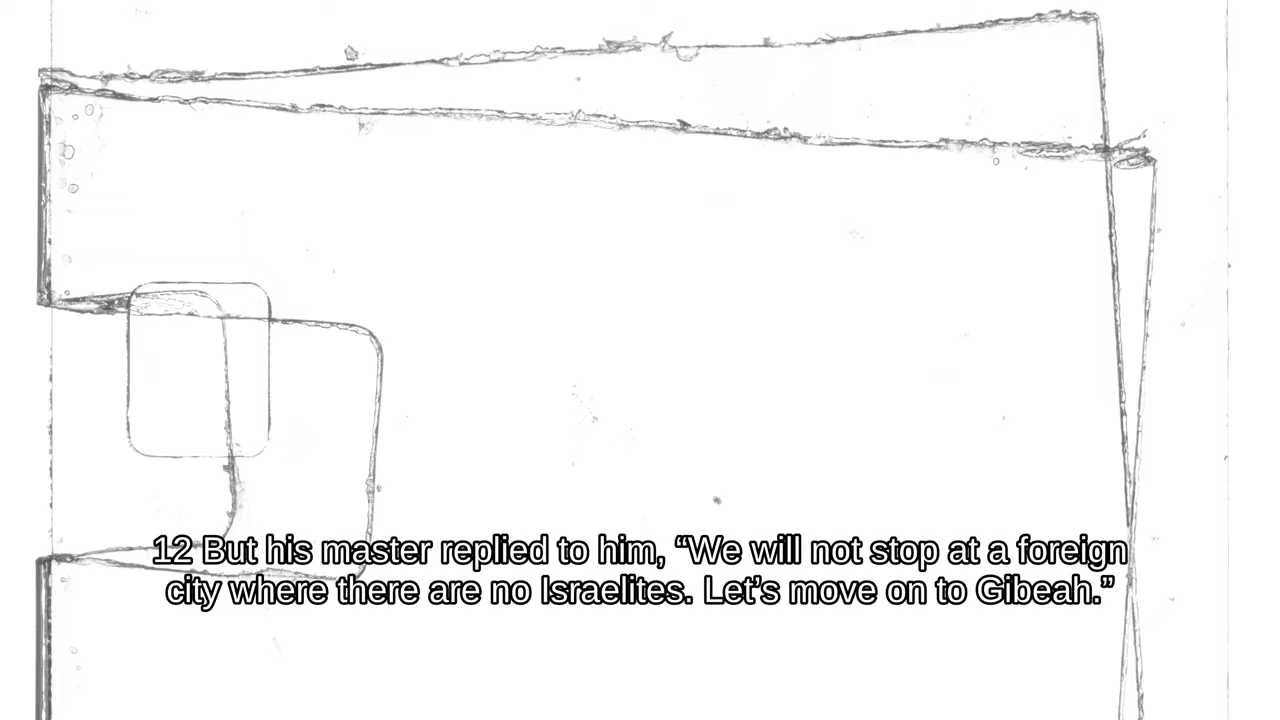 12 But his master replied to him, “We will not stop at a foreign
city where there are no Israelites. Let’s move on to Gibeah.”